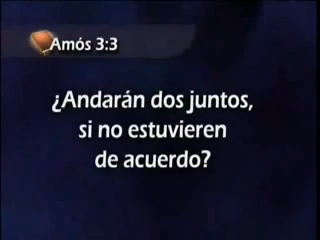 Amós 3:3
¿Andarán dos juntos,
si no estuvieren
de acuerdo?